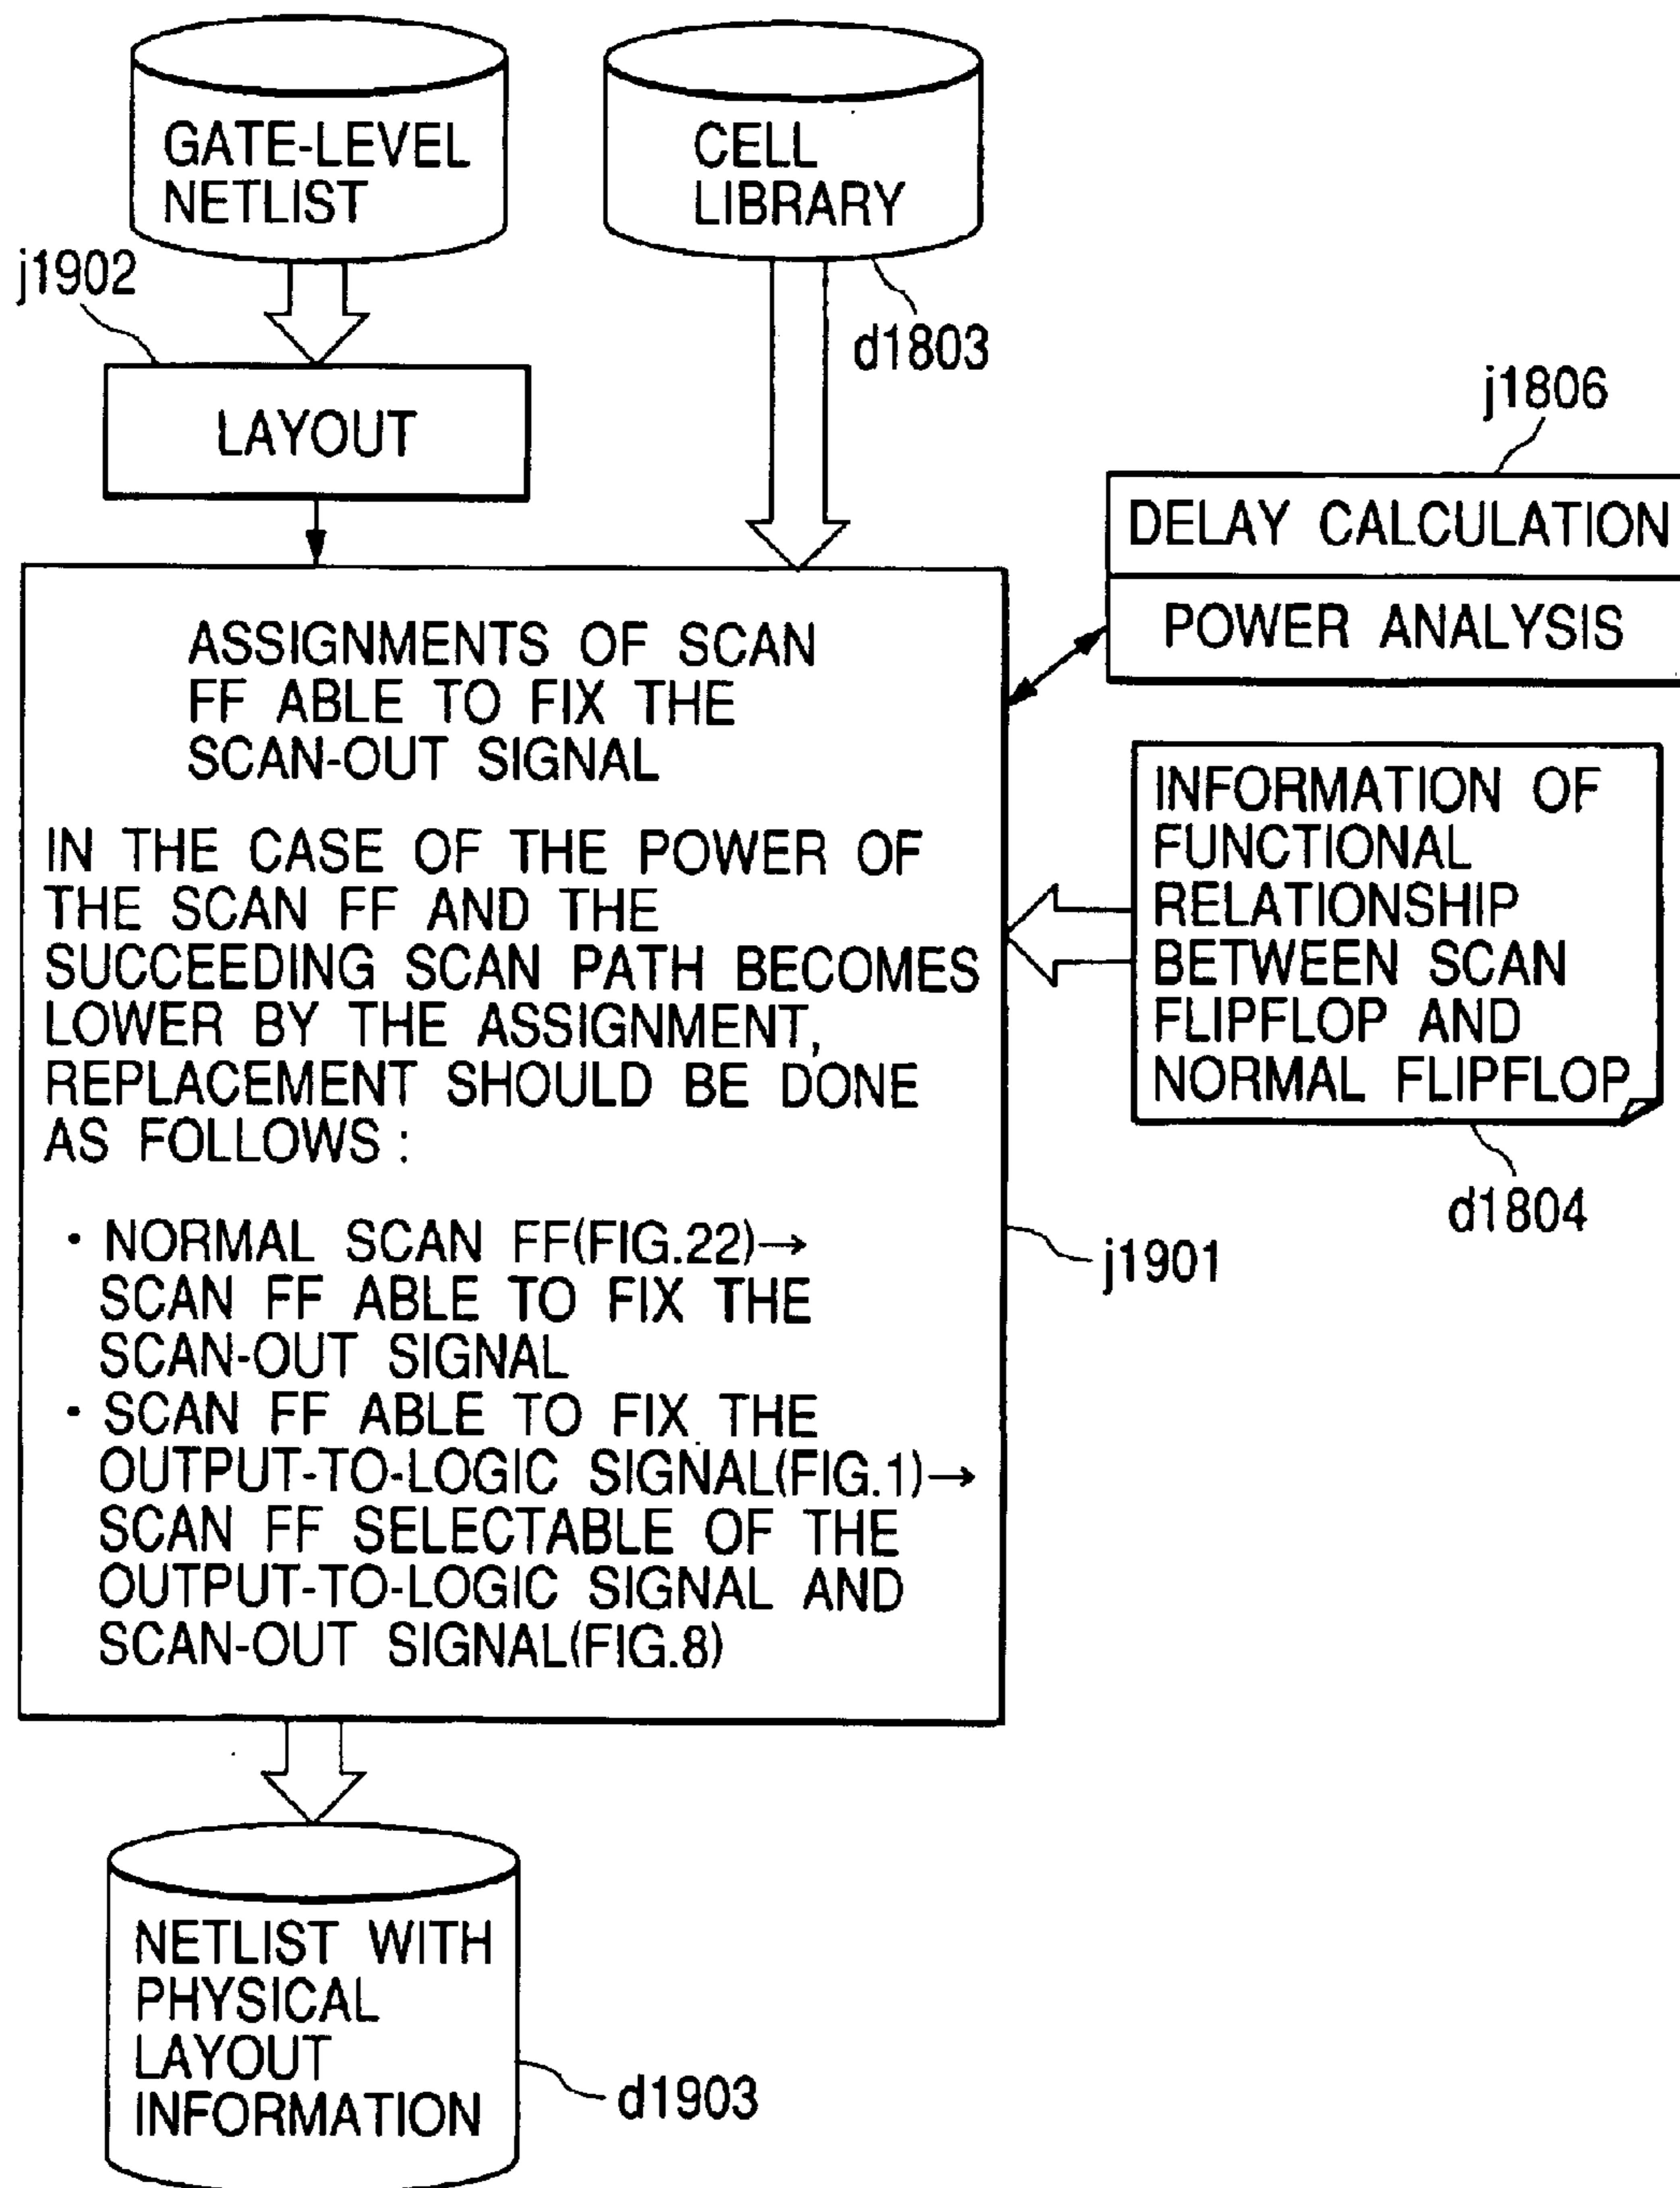 GATE-LEVEL
NETLIST
CELL
LIBRARY
j1902
d1803
LAYOUT
j1806
DELAY CALCULATION
POWER ANALYSIS
ASSIGNMENTS OF SCAN
FF ABLE TO FIX THE
SCAN-OUT SIGNAL
IN THE CASE OF THE POWER OF
THE SCAN FF AND THE
SUCCEEDING SCAN PATH BECOMES
LOWER BY THE ASSIGNMENT,
REPLACEMENT SHOULD BE DONE
AS FOLLOWS :
・NORMAL SCAN FF(FIG.22)→
SCAN FF ABLE TO FIX THE
SCAN-OUT SIGNAL
・SCAN FF ABLE TO FIX THE
OUTPUT-TO-LOGIC SIGNAL(FIG.1)→
SCAN FF SELECTABLE OF THE
OUTPUT-TO-LOGIC SIGNAL AND
SCAN-OUT SIGNAL(FIG.8)
INFORMATION OF
FUNCTIONAL
RELATIONSHIP
BETWEEN SCAN
FLIPFLOP AND
NORMAL FLIPFLOP
d1804
j1901
NETLIST WITH
PHYSICAL
LAYOUT
INFORMATION
d1903